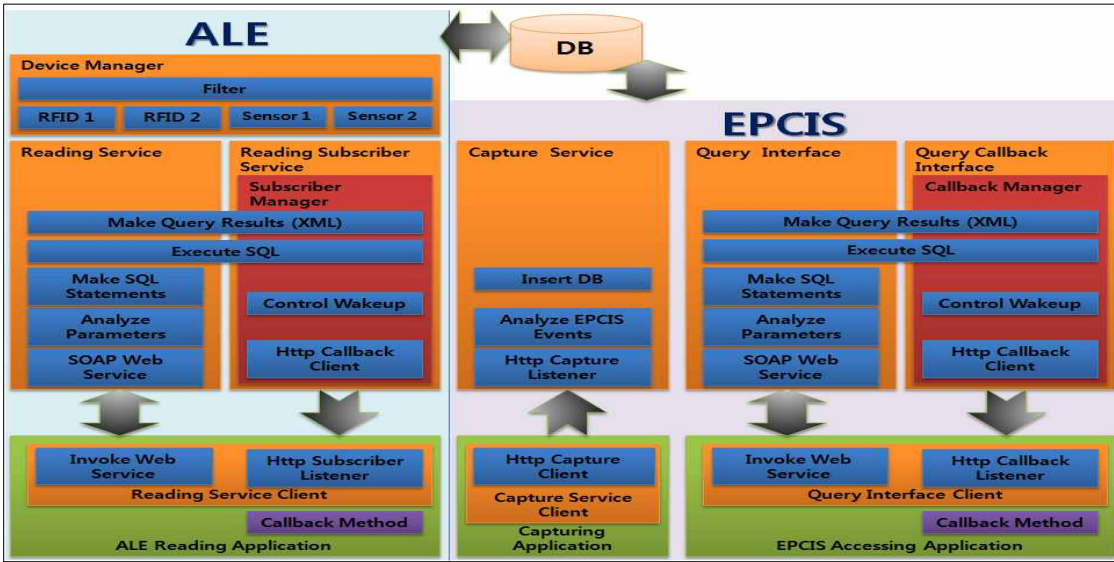 ALE
DB
Device Manager
Filter
RFID 1
RFID 2
Sensor 1
Sensor 2
EPCIS
Reading Service
Reading Subscriber
Service
Subscriber
Manager
Make Query Results (XML)
Execute SQL
Make SQL
Statements
Analyze
Parameters
SOAP Web
Service
Control Wakeup
Http Callback
Client
Capture Service
Insert DB
Analyze EPCIS
Events
Http Capture
Listener
Query Interface
Query Callback
Interface
Callback Manager
Make Query Results (XML)
Execute SQL
Make SQL
Statements
Analyze
Parameters
SOAP Web
Service
Control Wakeup
Http Callback
Client
Invoke Web
Service
Http Subscriber
Listener
Reading Service Client
Callback Method
ALE Reading Application
Http Capture
Client
Capture Service
Client
Capturing
Application
Invoke Web
Service
Http Callback
Listener
Query Interface Client
Callback Method
EPCIS Accessing Application